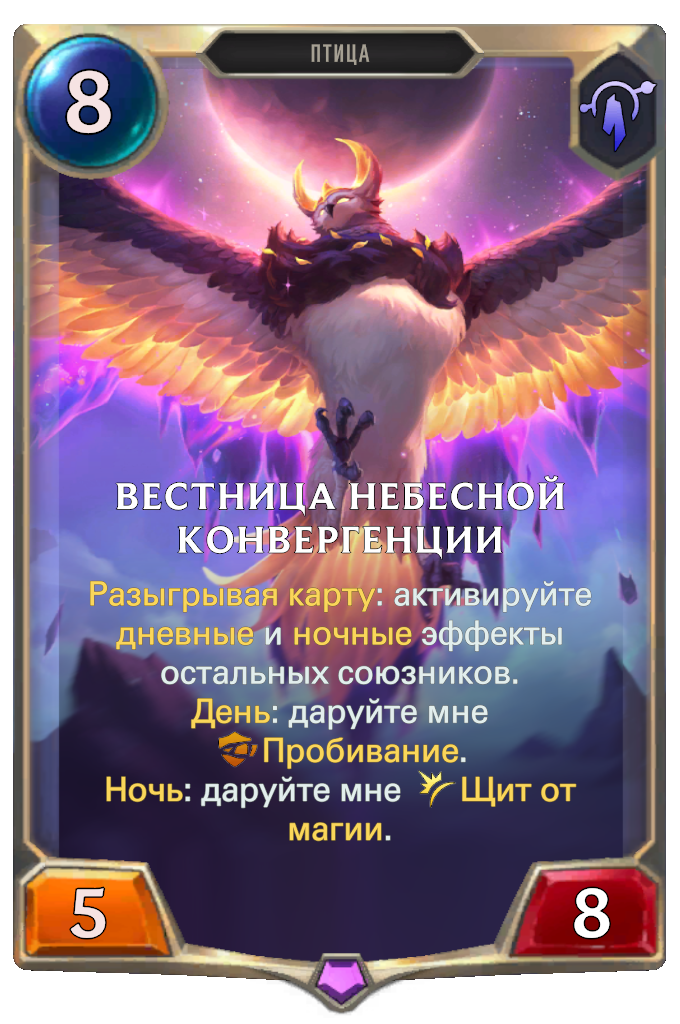 ПТИЦА
8
ВЕСТНИЦА НЕБЕСНОЙ
КОНВЕРГЕНЦИИ
Разыгрывая карту: активируйте
дневные и ночные эффекты
остальных союзников.
День: даруйте мне
Пробивание.
Ночь: даруйте мне Щит от
магии.
5
8